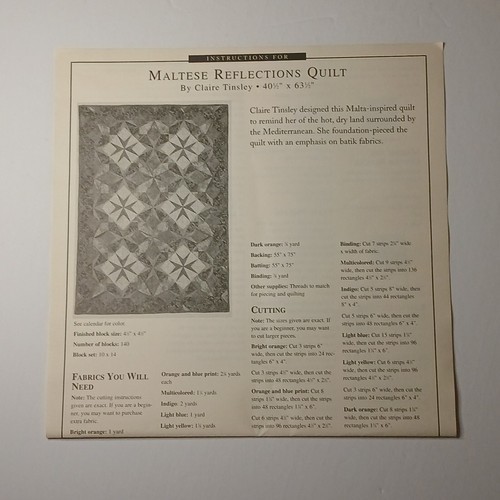 INSTRUCTIONS FOR
MALTESE REFLECTIONS QUILT
By Claire Tinsley • 40½" x 63½"
Claire Tinsley designed this Malta-inspired quilt
to remind her of the hot, dry land surrounded by
the Mediterranean. She foundation-pieced the
quilt with an emphasis on batik fabrics.
See calendar for color.
Finished block size: 4½" x 4½"
Number of blocks: 140
Block set: 10 x 14
FABRICS YOU WILL
NEED
Note: The cutting instructions
given are exact. If you are a begin-
ner, you may want to purchase
extra fabric.
Bright orange: 1 yard
Orange and blue print: 2¼ yards
each
Multicolored: 1½ yards
Indigo: 2 yards
Light blue: 1 yard
Light yellow: 1¼ yards
Dark orange: yard
Backing: 55" x 75"
Batting: 55" x 75"
Binding: yard
Other supplies: Threads to match
for piecing and quilting
CUTTING
Note: The sizes given are exact. If
you are a beginner, you may want
to cut larger pieces.
Bright orange: Cut 3 strips 6"
wide, then cut the strips into 24 rec-
tangles 6" x 4".
Cut 3 strips 4½" wide, then cut the
strips into 48 rectangles 4½" x 2½".
Orange and blue print: Cut 8
strips 1½" wide, then cut the strips
into 48 rectangles 1½" x 6".
Cut 6 strips 4½" wide, then cut the
strips into 96 rectangles 4½" x 2½".
Binding: Cut 7 strips 2½" wide
x width of fabric.
Multicolored: Cut 9 strips 4½"
wide, then cut the strips into 136
rectangles 4½" x 2½".
Indigo: Cut 5 strips 6" wide, then
cut the strips into 44 rectangles
6" x 4".
Cut 5 strips 6" wide, then cut the
strips into 48 rectangles 6" x 4".
Light blue: Cut 15 strips 1½"
wide, then cut the strips into 96
rectangles 1½" x 6".
Light yellow: Cut 6 strips 4½"
wide, then cut the strips into 96
rectangles 4½" x 2½".
Cut 3 strips 6" wide, then cut the
strips into 24 rectangles 6" x 4".
Dark orange: Cut 8 strips 1½"
wide, then cut the strips into 48
rectangles 1½" x 6".